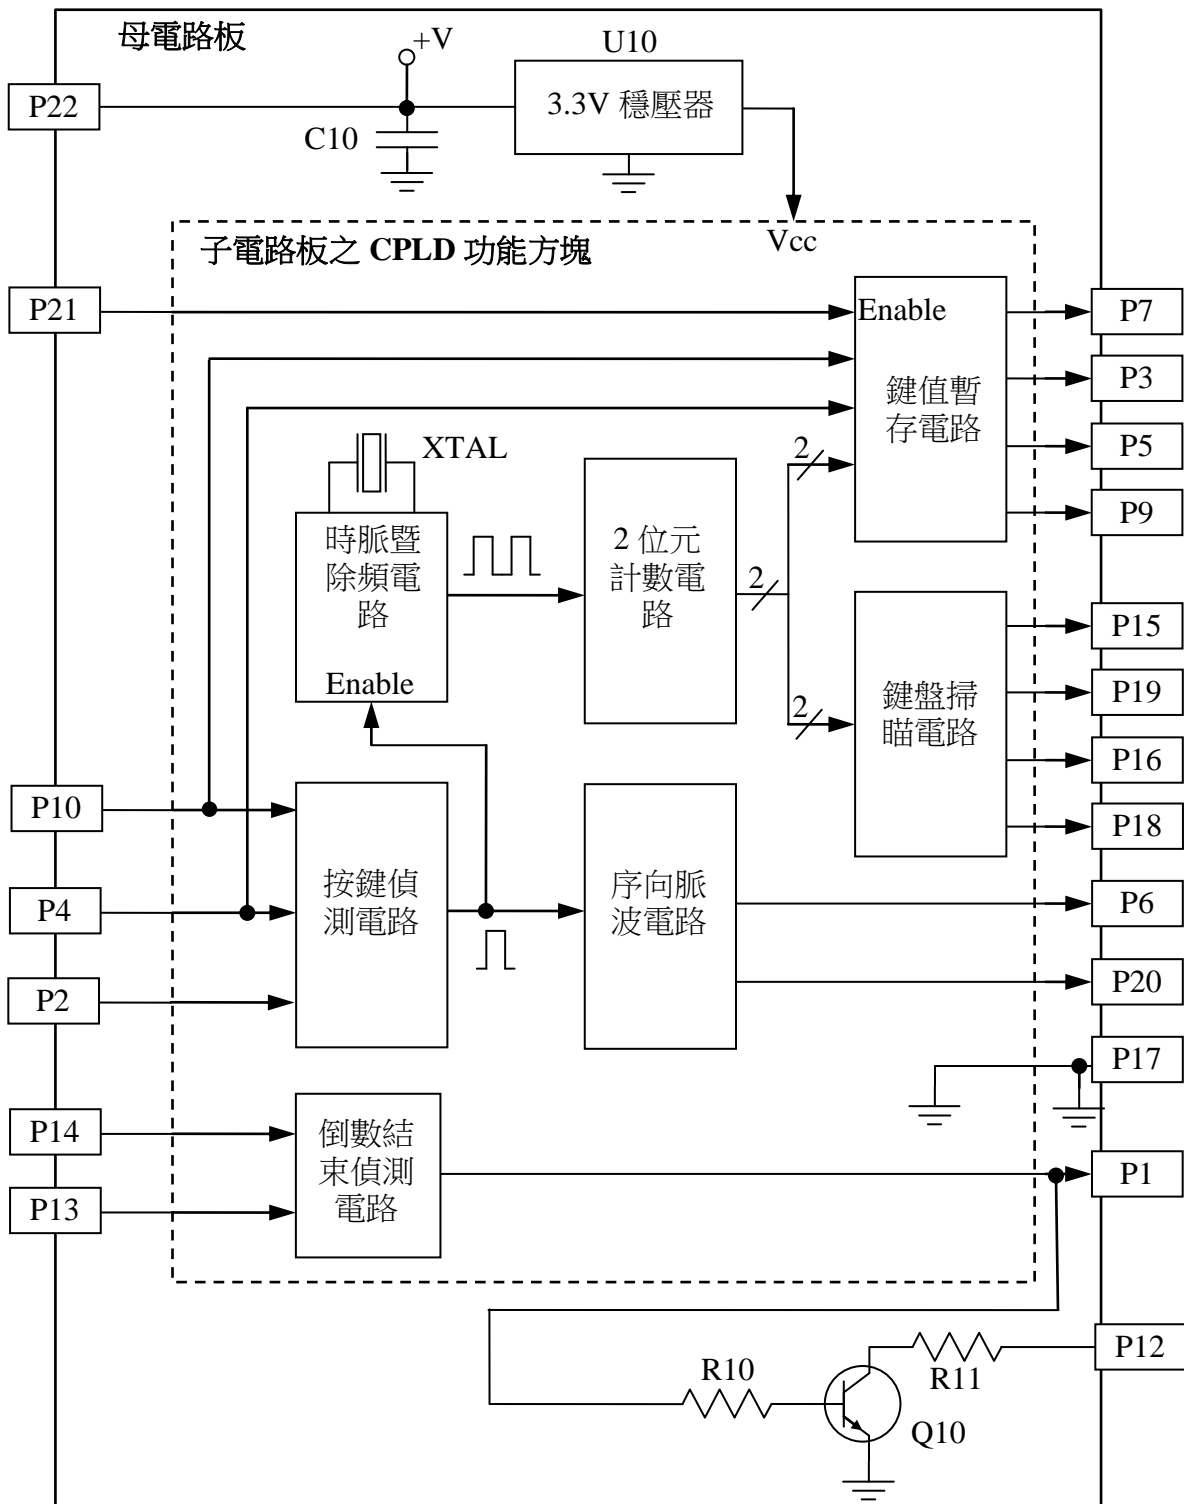 母電路板
+V
U10
P22
3.3V 穩壓器
C10
Vcc
子電路板之 CPLD 功能方塊
P21
Enable
P7
鍵值暫
存電路
P3
XTAL
2
P5
P9
時脈暨
除頻電
路
Enable
2 位元
計數電
路
2
2
鍵盤掃
瞄電路
P15
P19
P16
P18
P10
P4
P2
按鍵偵
測電路
序向脈
波電路
P6
P20
P17
P14
P13
倒數結
束偵測
電路
P1
P12
R10
R11
Q10